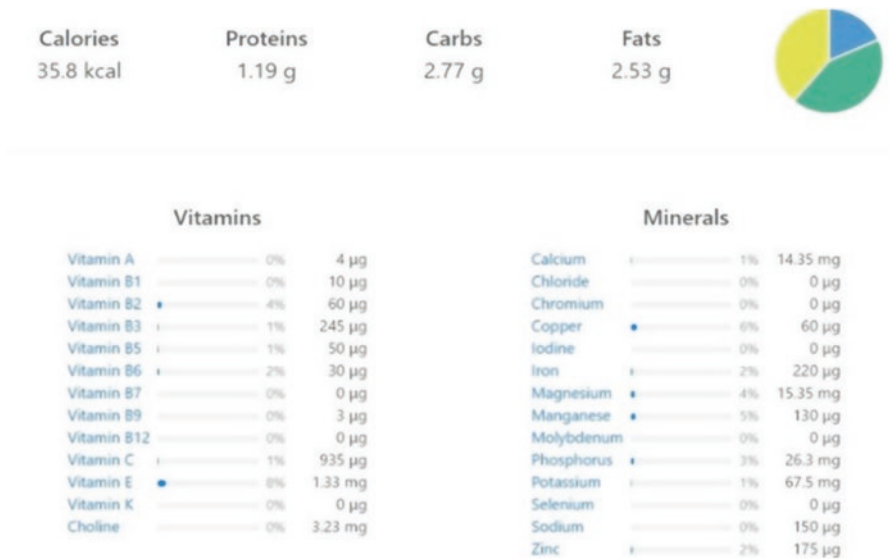 Calories Proteins Carbs Fats
35.8 kcal 1.19 g 2.77 g 2.53 g
Vitamins
Vitamin A 0% 4 µg
Vitamin B1 0% 10 µg
Vitamin B2 4% 60 µg
Vitamin B3 1% 245 µg
Vitamin B5 1% 50 µg
Vitamin B6 2% 30 µg
Vitamin B7 0% 0 µg
Vitamin B9 0% 3 µg
Vitamin B12 0% 0 µg
Vitamin C 1% 935 µg
Vitamin E 8% 1.33 mg
Vitamin K 0% 0 µg
Choline 0% 3.23 mg
Minerals
Calcium 1% 14.35 mg
Chloride 0% 0 µg
Chromium 0% 0 µg
Copper 6% 60 µg
Iodine 0% 0 µg
Iron 2% 220 µg
Magnesium 4% 15.35 mg
Manganese 5% 130 µg
Molybdenum 0% 0 µg
Phosphorus 3% 26.3 mg
Potassium 1% 67.5 mg
Selenium 0% 0 µg
Sodium 0% 150 µg
Zinc 2% 175 µg